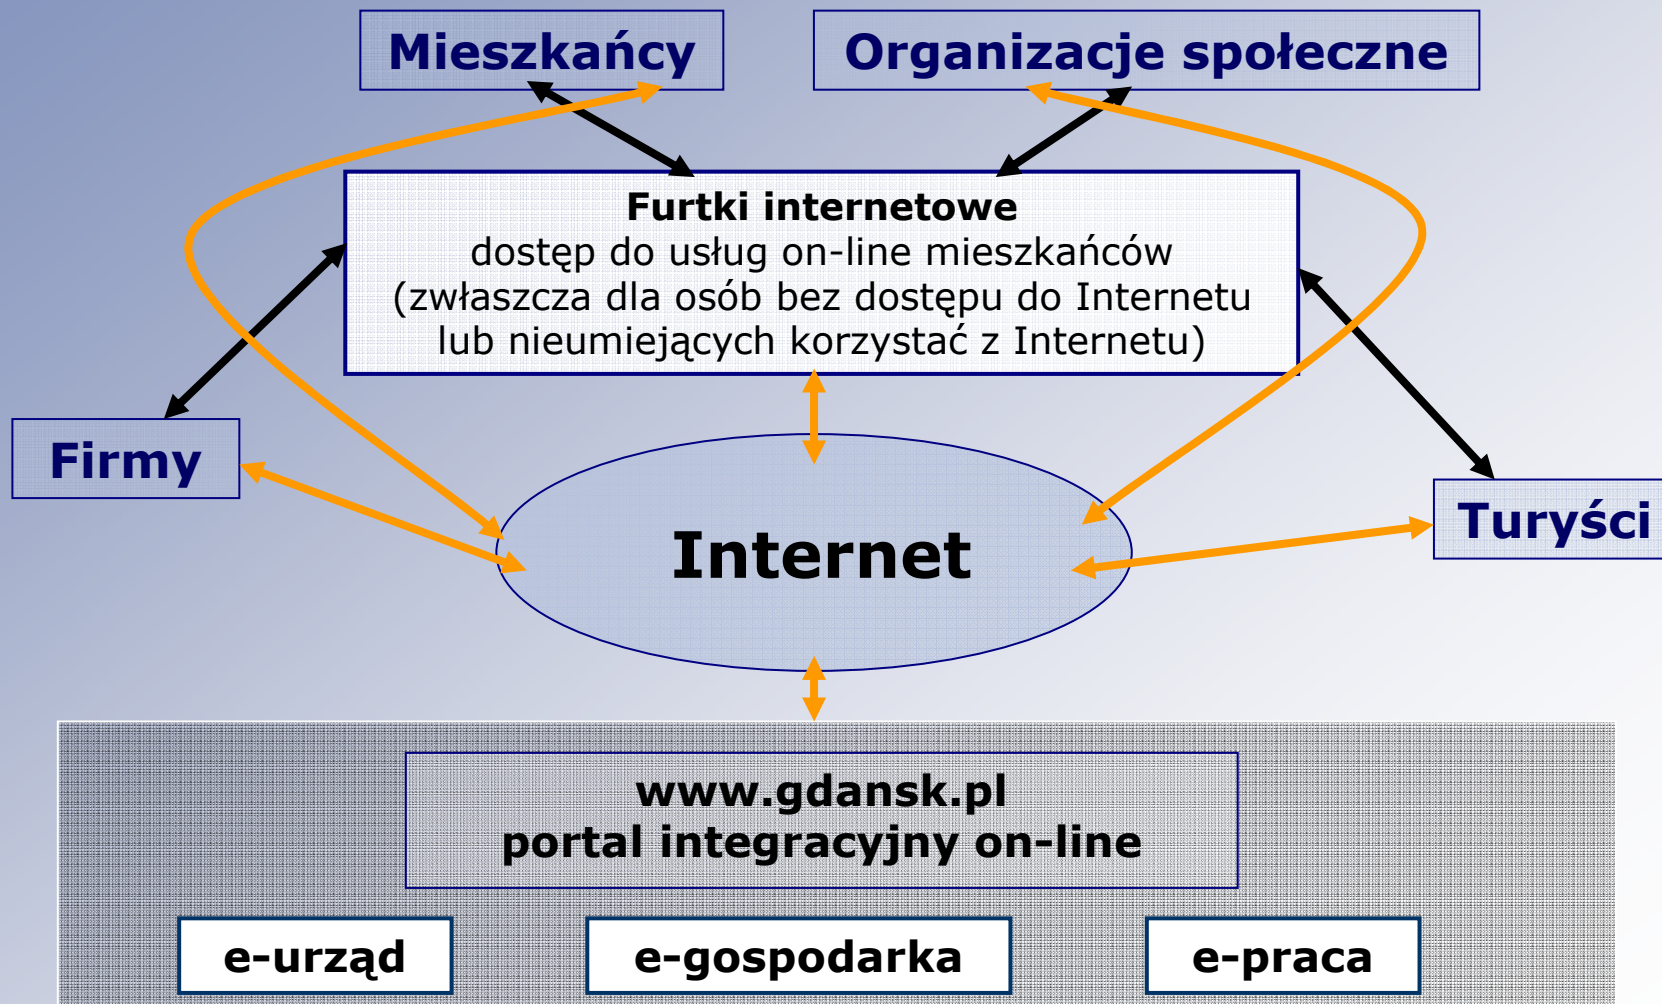 Mieszkańcy
Organizacje społeczne
Furtki internetowe
dostęp do usług on-line mieszkańców
(zwłaszcza dla osób bez dostępu do Internetu
lub nieumiejących korzystać z Internetu)
Firmy
Turyści
Internet
www.gdansk.pl
portal integracyjny on-line
e-urząd
e-gospodarka
e-praca